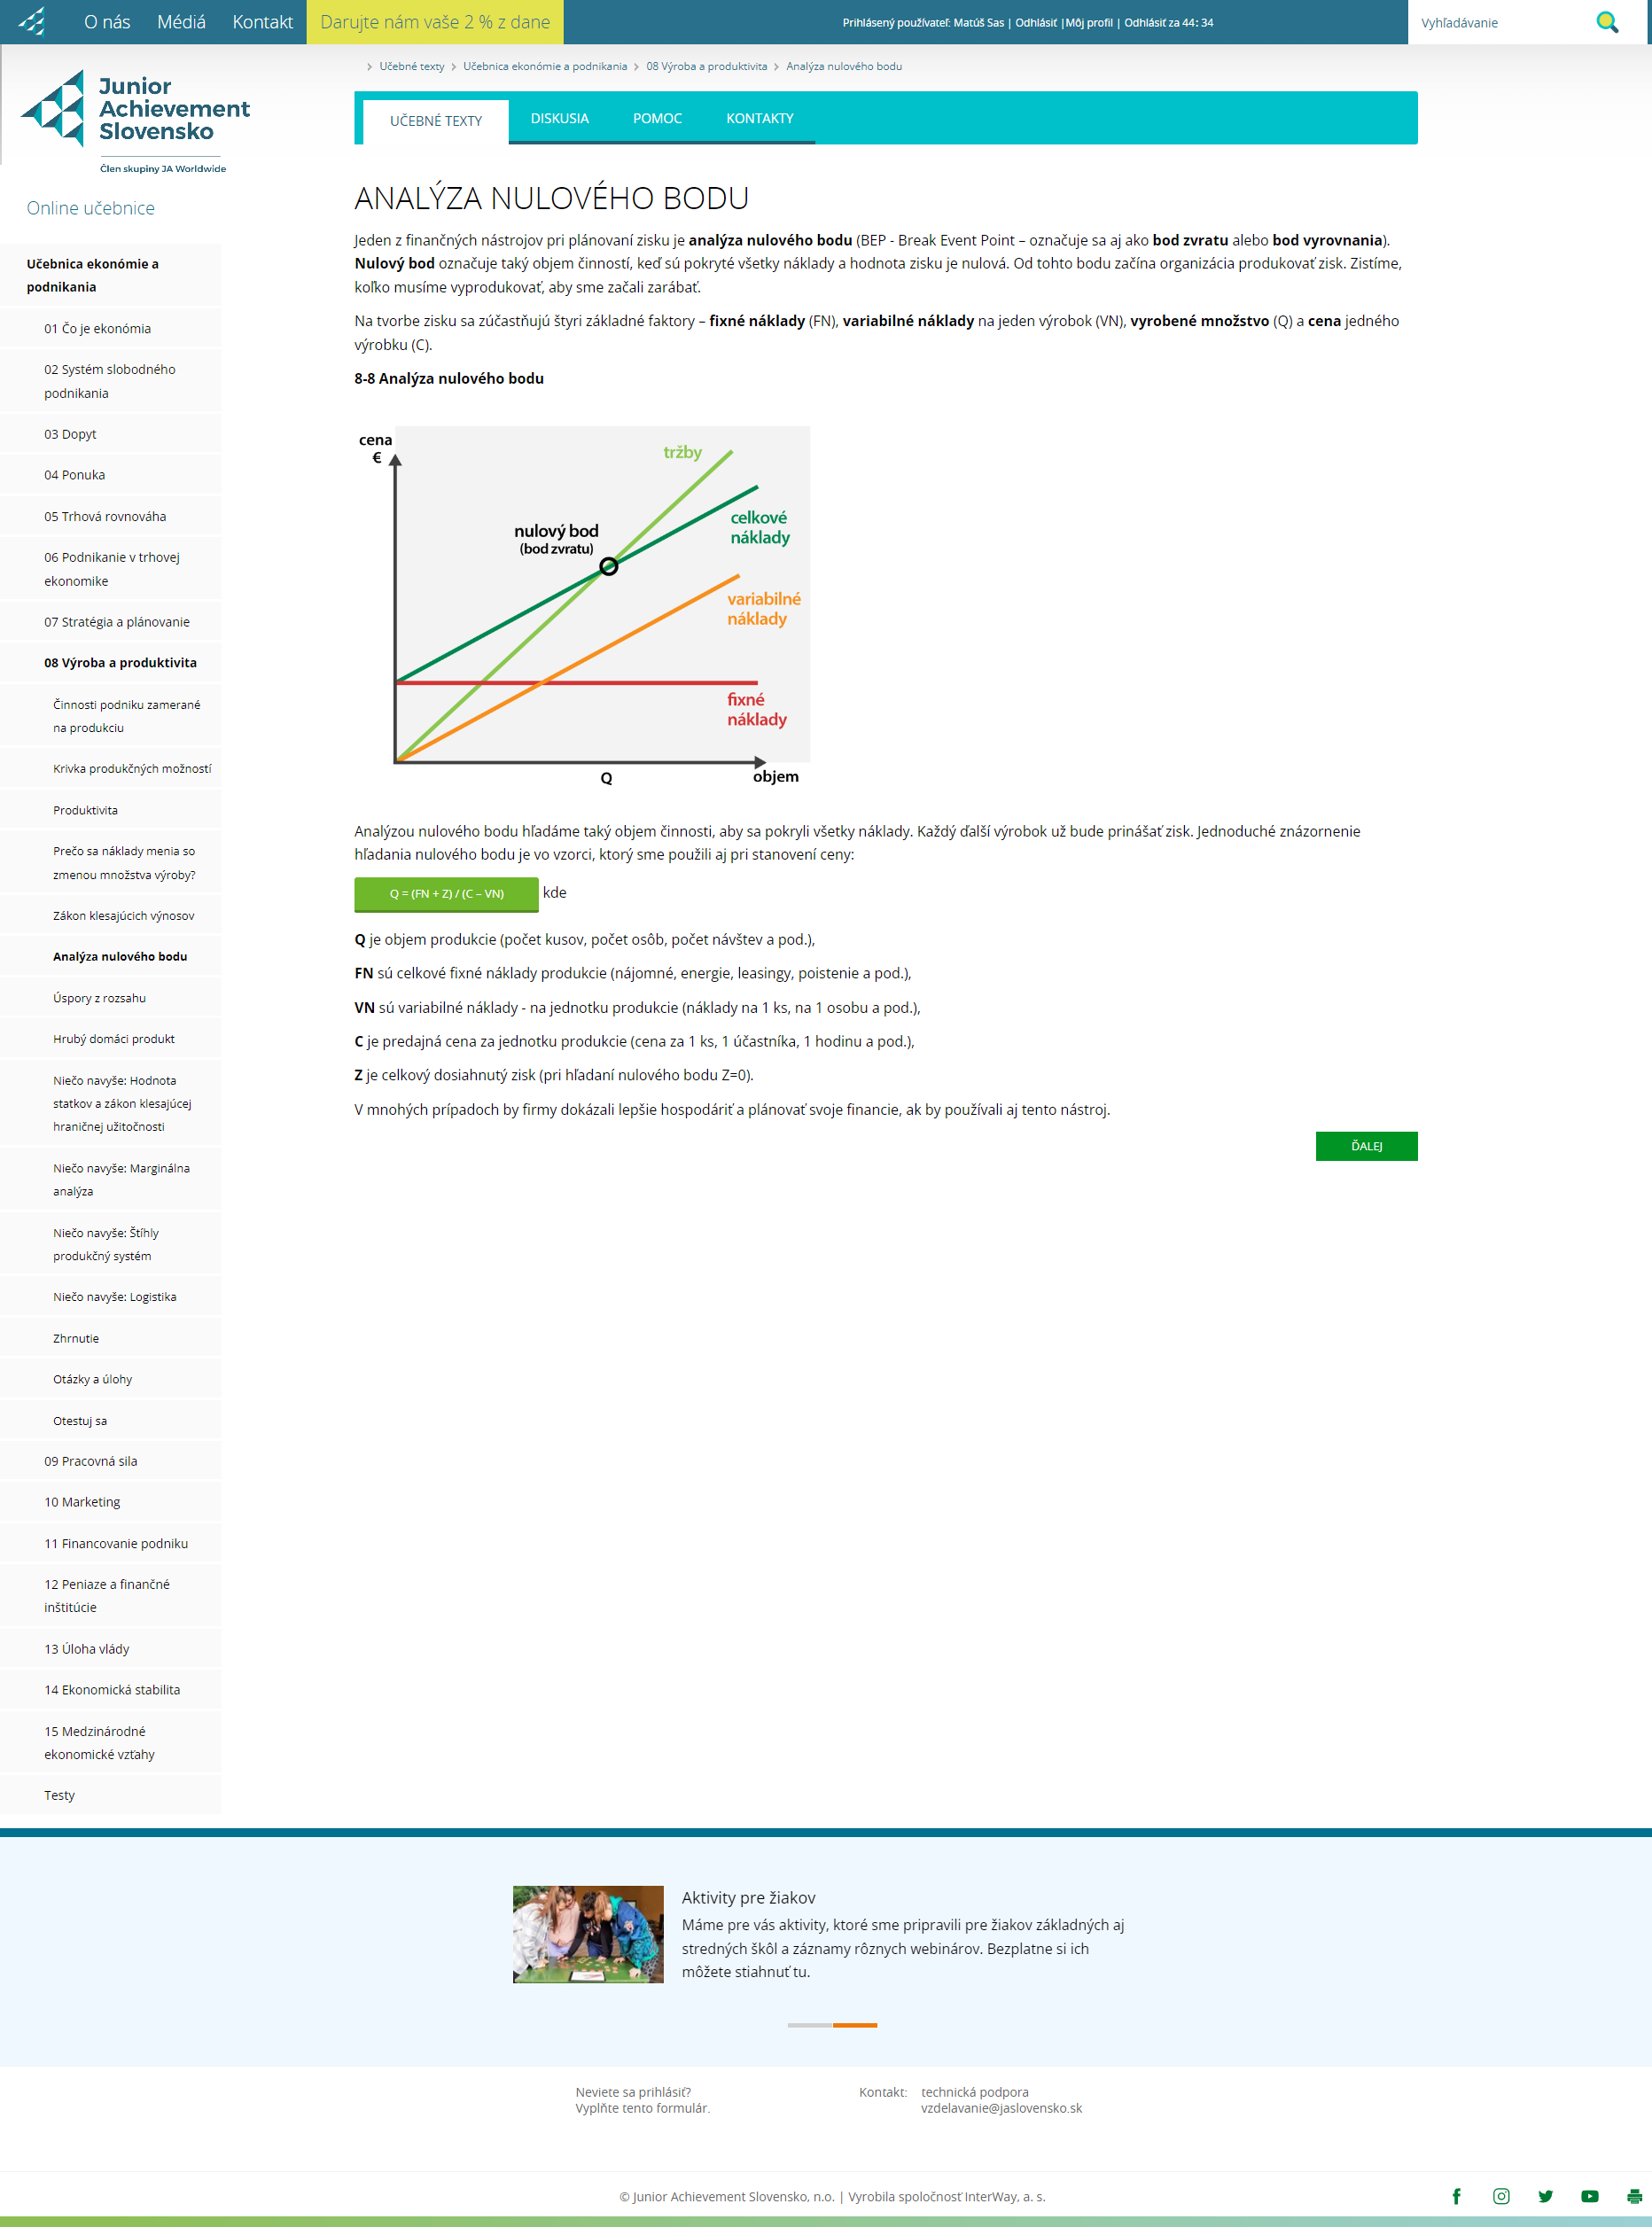 O nás
Médiá
Kontakt
Darujte nám vaše 2 % z dane
Prihlásený používateľ: Matúš Sas | Odhlásiť |Môj profil | Odhlásiť za 44: 34
Vyhľadávanie
Učebné texty
Učebnica ekonómie a podnikania
08 Výroba a produktivita
Analýza nulového bodu
Junior
Achievement
Slovensko
Člen skupiny JA Worldwide
UČEBNÉ TEXTY
DISKUSIA
POMOC
KONTAKTY
Online učebnice
Učebnica ekonómie a
podnikania
01 Čo je ekonómia
02 Systém slobodného
podnikania
03 Dopyt
04 Ponuka
05 Trhová rovnováha
06 Podnikanie v trhovej
ekonomike
07 Stratégia a plánovanie
08 Výroba a produktivita
Činnosti podniku zamerané
na produkciu
Krivka produkčných možností
Produktivita
Prečo sa náklady menia so
zmenou množstva výroby?
Zákon klesajúcich výnosov
Analýza nulového bodu
Úspory z rozsahu
Hrubý domáci produkt
Niečo navyše: Hodnota
statkov a zákon klesajúcej
hraničnej užitočnosti
Niečo navyše: Marginálna
analýza
Niečo navyše: Štíhly
produkčný systém
Niečo navyše: Logistika
Zhrnutie
Otázky a úlohy
Otestuj sa
09 Pracovná sila
10 Marketing
11 Financovanie podniku
12 Peniaze a finančné
inštitúcie
13 Úloha vlády
14 Ekonomická stabilita
15 Medzinárodné
ekonomické vzťahy
Testy
ANALÝZA NULOVÉHO BODU
Jeden z finančných nástrojov pri plánovaní zisku je analýza nulového bodu (BEP - Break Event Point – označuje sa aj ako bod zvratu alebo bod vyrovnania).
Nulový bod označuje taký objem činností, keď sú pokryté všetky náklady a hodnota zisku je nulová. Od tohto bodu začína organizácia produkovať zisk. Zistíme,
koľko musíme vyprodukovať, aby sme začali zarábať.
Na tvorbe zisku sa zúčastňujú štyri základné faktory – fixné náklady (FN), variabilné náklady na jeden výrobok (VN), vyrobené množstvo (Q) a cena jedného
výrobku (C).
8-8 Analýza nulového bodu
cena
€
tržby
celkové
náklady
nulový bod
(bod zvratu)
variabilné
náklady
fixné
náklady
Q
objem
Analýzou nulového bodu hľadáme taký objem činnosti, aby sa pokryli všetky náklady. Každý ďalší výrobok už bude prinášať zisk. Jednoduché znázornenie
hľadania nulového bodu je vo vzorci, ktorý sme použili aj pri stanovení ceny:
Q = (FN + Z) / (C – VN) kde
Q je objem produkcie (počet kusov, počet osôb, počet návštev a pod.),
FN sú celkové fixné náklady produkcie (nájomné, energie, leasingy, poistenie a pod.),
VN sú variabilné náklady - na jednotku produkcie (náklady na 1 ks, na 1 osobu a pod.),
C je predajná cena za jednotku produkcie (cena za 1 ks, 1 účastníka, 1 hodinu a pod.),
Z je celkový dosiahnutý zisk (pri hľadaní nulového bodu Z=0).
V mnohých prípadoch by firmy dokázali lepšie hospodáriť a plánovať svoje financie, ak by používali aj tento nástroj.
ĎALEJ
Aktivity pre žiakov
Máme pre vás aktivity, ktoré sme pripravili pre žiakov základných aj
stredných škôl a záznamy rôznych webinárov. Bezplatne si ich
môžete stiahnuť tu.
Neviete sa prihlásiť?
Vyplňte tento formulár.
Kontakt:
technická podpora
vzdelavanie@jaslovensko.sk
© Junior Achievement Slovensko, n.o. | Vyrobila spoločnosť InterWay, a. s.